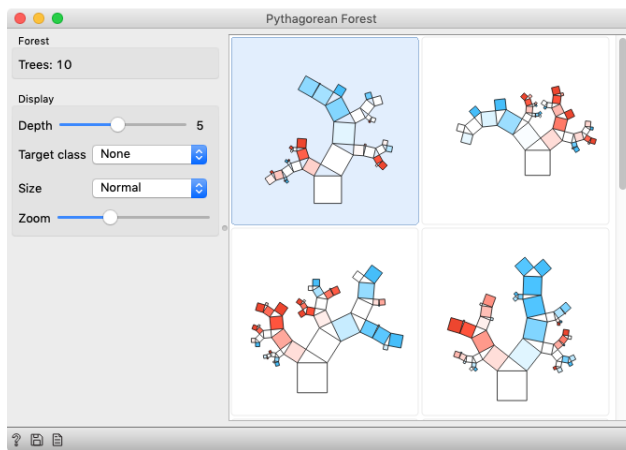 Pythagorean Forest
Forest
Trees: 10
Display
Depth 5
Target class None
Size Normal
Zoom
?